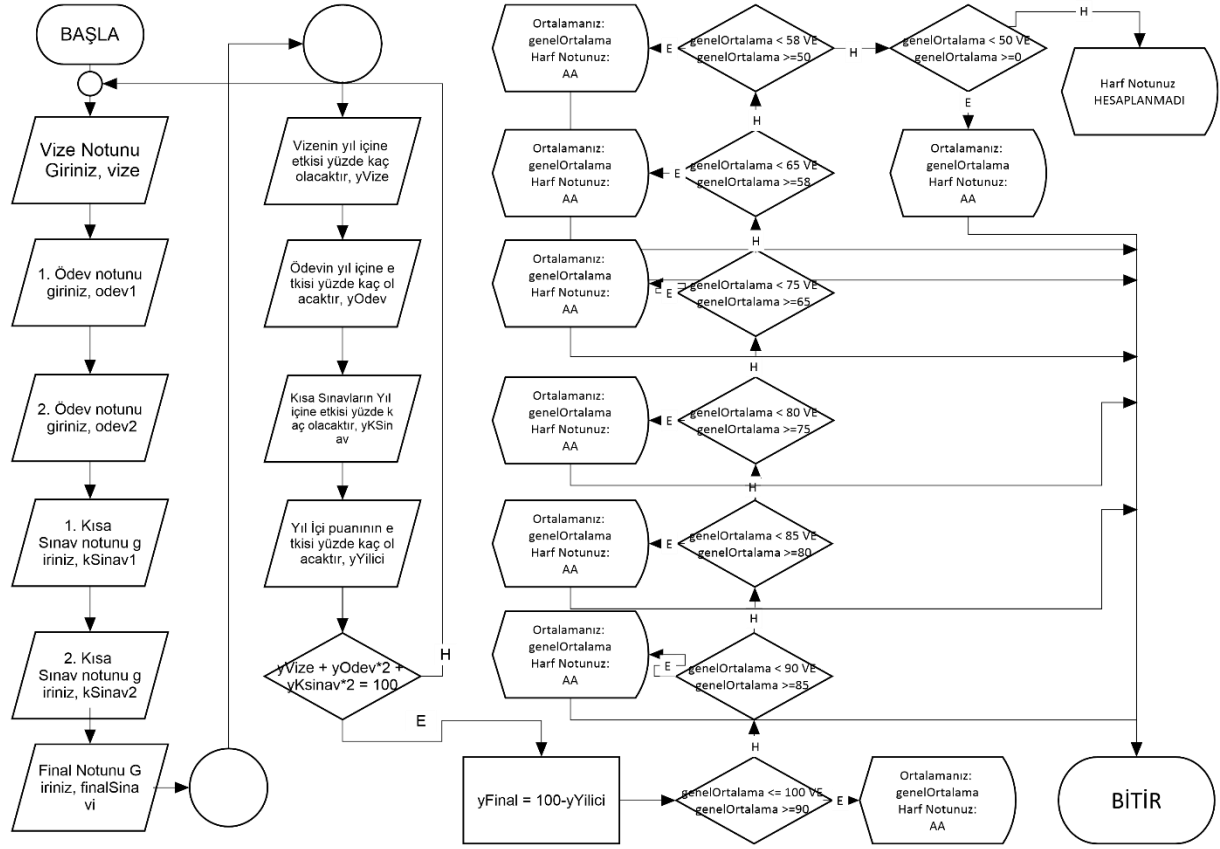 BAŞLA
Vize Notunu
Giriniz, vize
1. Ödev notunu
giriniz, odev1
2. Ödev notunu
giriniz, odev2
1. Kısa
Sınav notunu g
iriniz, kSinav1
2. Kısa
Sınav notunu g
iriniz, kSinav2
Final Notunu G
iriniz, finalSina
vi
Vizenin yıl içine
etkisi yüzde kaç
olacaktır, yVize
Ödevin yıl içine e
tkisi yüzde kaç ol
acaktır, yOdev
Kısa Sınavların Yıl
içine etkisi yüzde k
aç olacaktır, yKSin
av
Yıl İçi puanının e
tkisi yüzde kaç ol
acaktır, yYilici
yVize + yOdev*2 +
yKsinav*2 = 100
H
E
yFinal = 100-yYilici
genelOrtalama <= 100 VE
genelOrtalama >=90
E
Ortalamanız:
genelOrtalama
Harf Notunuz:
AA
H
genelOrtalama < 90 VE
genelOrtalama >=85
E
Ortalamanız:
genelOrtalama
Harf Notunuz:
AA
H
genelOrtalama < 85 VE
genelOrtalama >=80
E
Ortalamanız:
genelOrtalama
Harf Notunuz:
AA
H
genelOrtalama < 80 VE
genelOrtalama >=75
E
Ortalamanız:
genelOrtalama
Harf Notunuz:
AA
H
genelOrtalama < 75 VE
genelOrtalama >=65
E
Ortalamanız:
genelOrtalama
Harf Notunuz:
AA
H
genelOrtalama < 65 VE
genelOrtalama >=58
E
Ortalamanız:
genelOrtalama
Harf Notunuz:
AA
H
genelOrtalama < 58 VE
genelOrtalama >=50
E
Ortalamanız:
genelOrtalama
Harf Notunuz:
AA
H
genelOrtalama < 50 VE
genelOrtalama >=0
E
Ortalamanız:
genelOrtalama
Harf Notunuz:
AA
H
Harf Notunuz
HESAPLANMADI
BİTİR